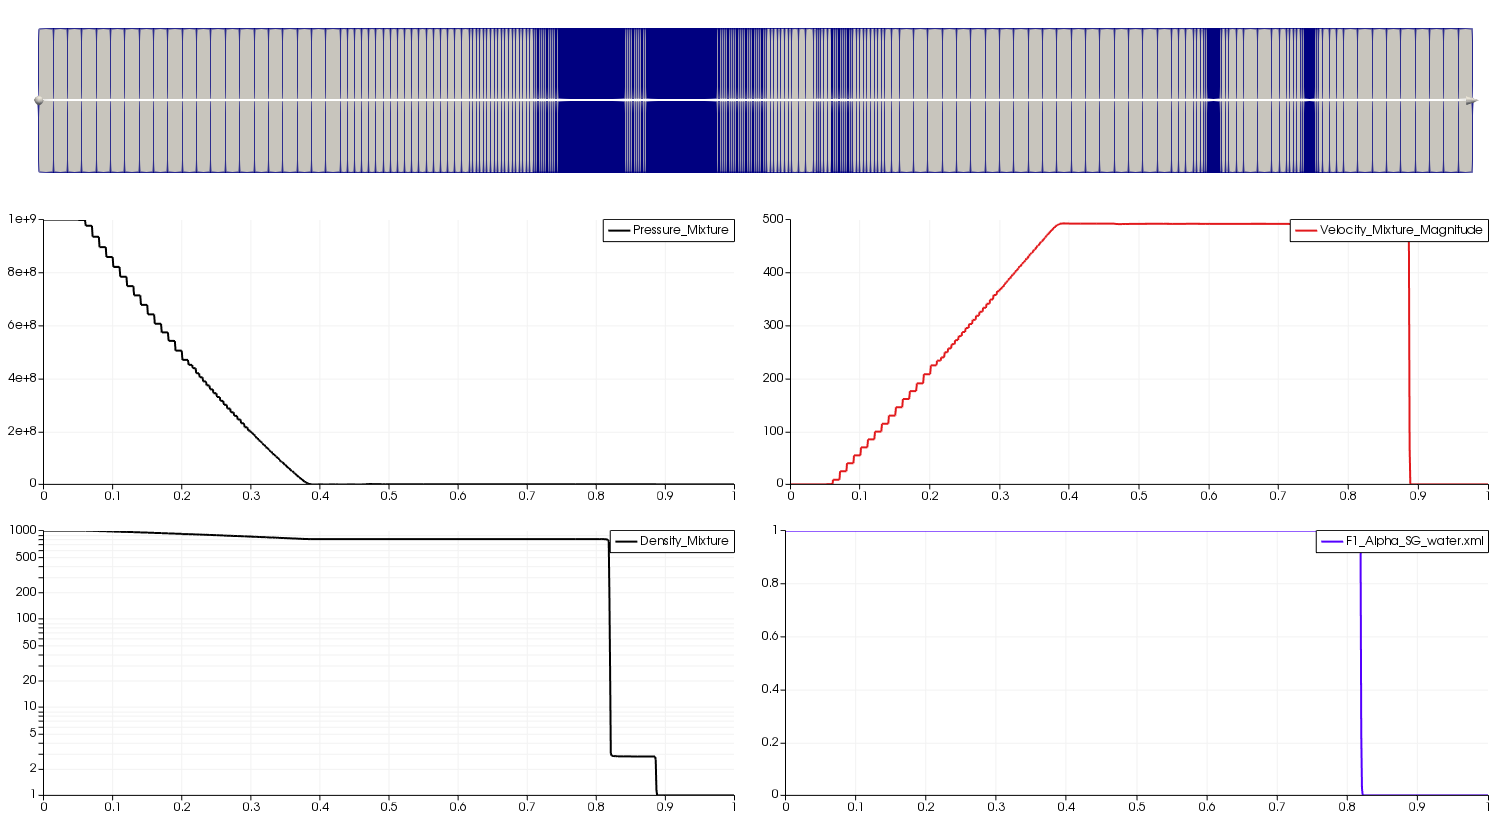 1e+9
8e+8
6e+8
4e+8
2e+8
0
0 0.1 0.2 0.3 0.4 0.5 0.6 0.7 0.8 0.9 1
Pressure_Mixture
500
400
300
200
100
0
0 0.1 0.2 0.3 0.4 0.5 0.6 0.7 0.8 0.9 1
Velocity_Mixture_Magnitude
1000
500
200
100
50
20
10
5
2
1
0 0.1 0.2 0.3 0.4 0.5 0.6 0.7 0.8 0.9 1
Density_Mixture
1
0.8
0.6
0.4
0.2
0
0 0.1 0.2 0.3 0.4 0.5 0.6 0.7 0.8 0.9 1
F1_Alpha_SG_water.xml